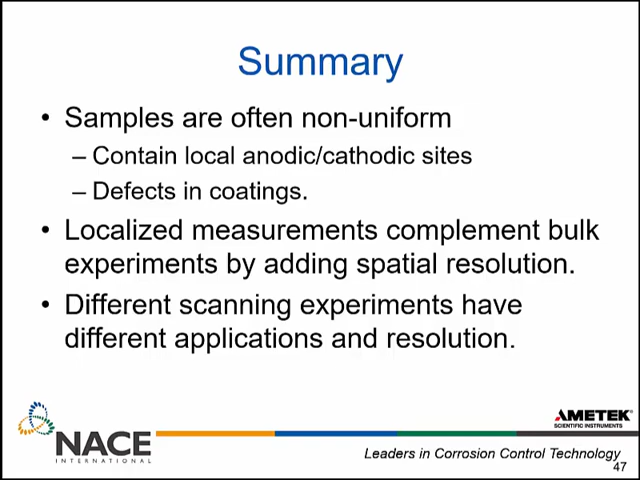 Summary
• Samples are often non-uniform
– Contain local anodic/cathodic sites
– Defects in coatings.
• Localized measurements complement bulk
experiments by adding spatial resolution.
• Different scanning experiments have
different applications and resolution.
NACE
INTERNATIONAL
AMETEK®
SCIENTIFIC INSTRUMENTS
Leaders in Corrosion Control Technology
47